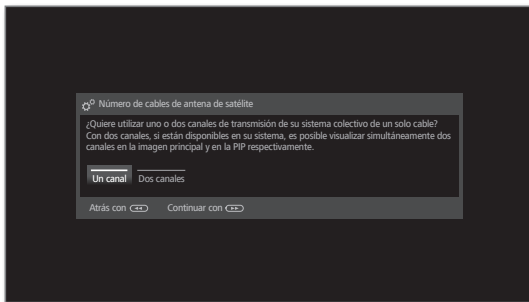 Número de cables de antena de satélite
¿Quiere utilizar uno o dos canales de transmisión de su sistema colectivo de un solo cable?
Con dos canales, si están disponibles en su sistema, es posible visualizar simultáneamente dos
canales en la imagen principal y en la PIP respectivamente.
Un canal Dos canales
Atrás con Continuar con